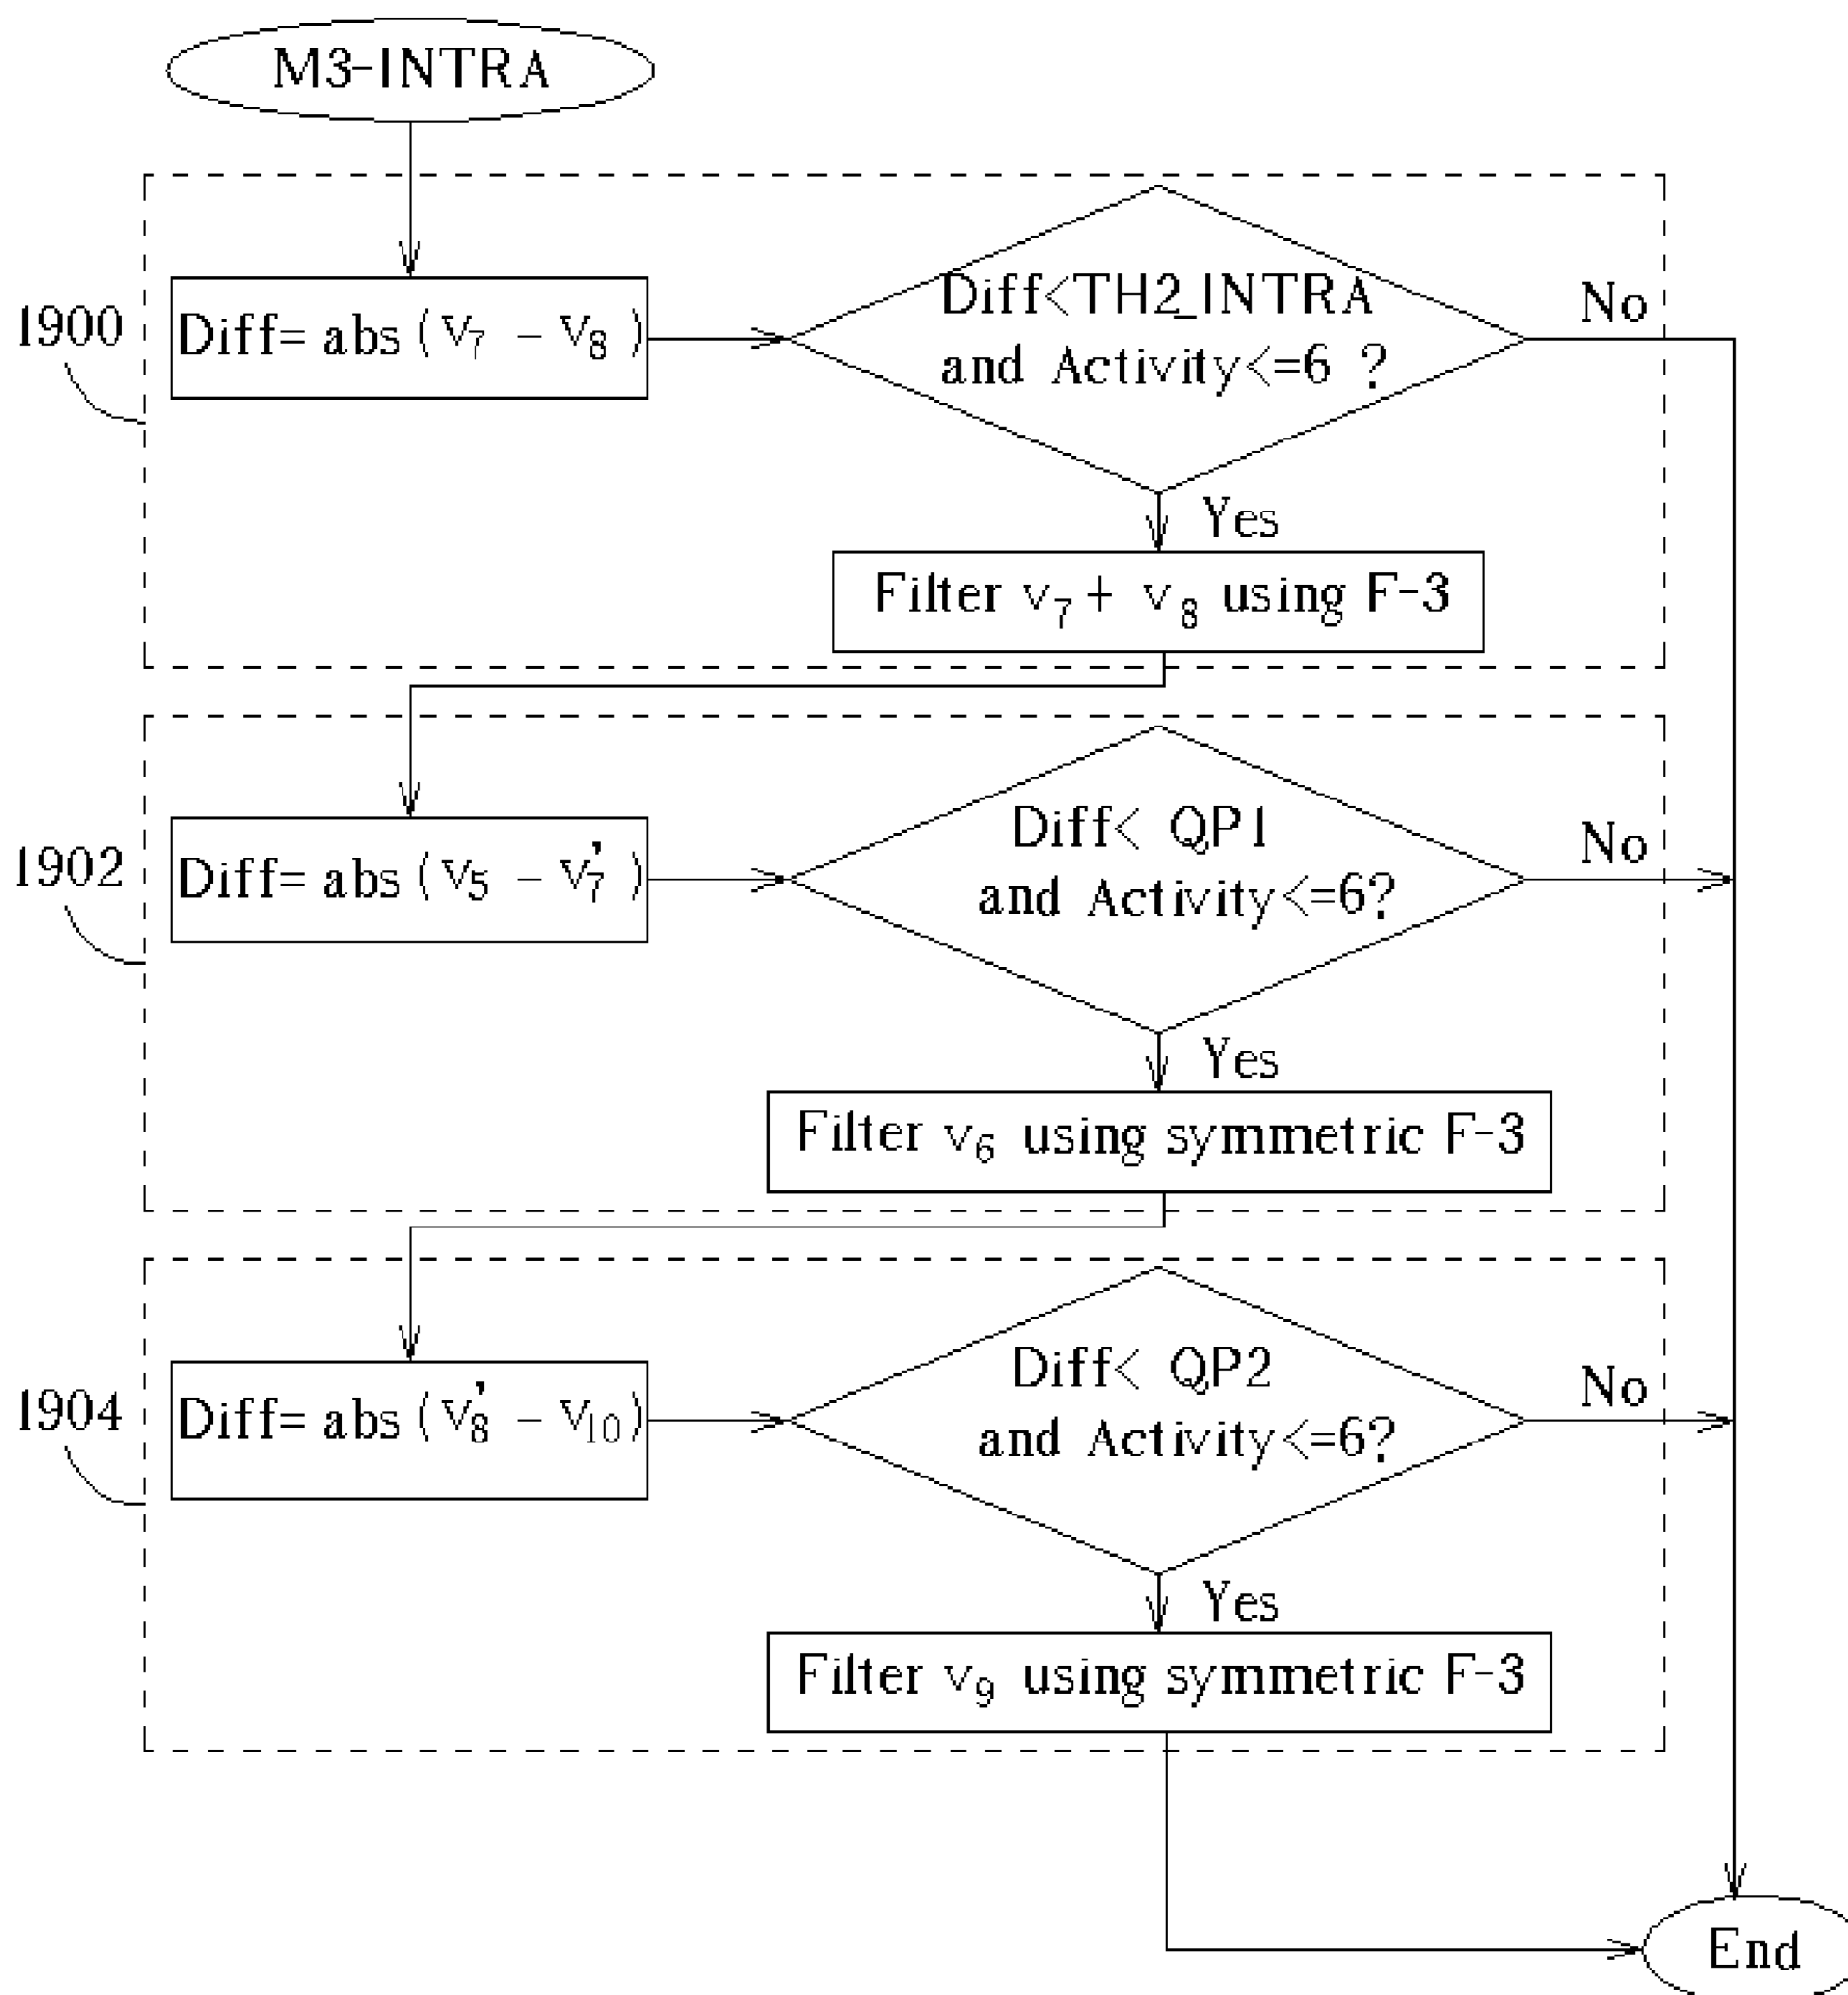 M3-INTRA
1900
Diff= abs (V₇ - V₈ )
Diff<TH2_INTRA
and Activity<=6 ?
No
Yes
Filter v₇+ v₈ using F-3
1902
Diff= abs (V₅ - V'₇ )
Diff< QP1
and Activity<=6?
No
Yes
Filter v₆ using symmetric F-3
1904
Diff= abs (V'₈ - V₁₀)
Diff< QP2
and Activity<=6?
No
Yes
Filter v₉ using symmetric F-3
End